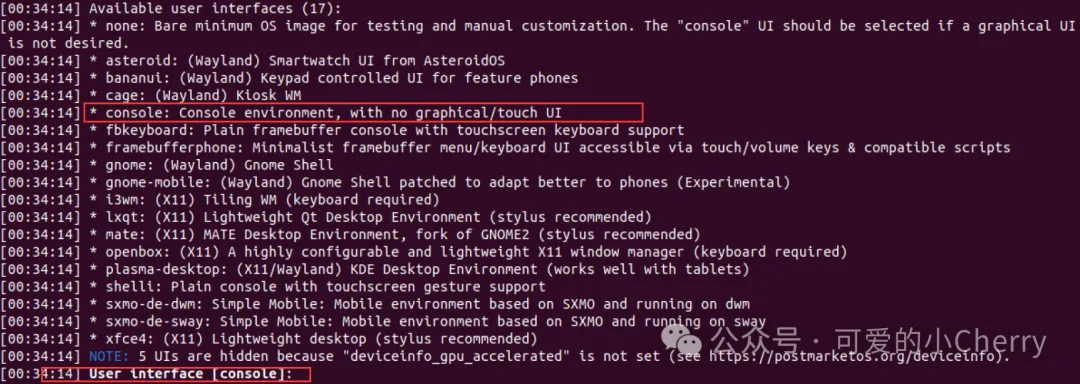 [00:34:14] Available user interfaces (17):
[00:34:14] * none: Bare minimum OS image for testing and manual customization. The "console" UI should be selected if a graphical UI
is not desired.
[00:34:14] * asteroid: (Wayland) Smartwatch UI from AsteroidOS
[00:34:14] * bananui: (Wayland) Keypad controlled UI for feature phones
[00:34:14] * cage: (Wayland) Kiosk WM
[00:34:14] * console: Console environment, with no graphical/touch UI
[00:34:14] * fbkeyboard: Plain framebuffer console with touchscreen keyboard support
[00:34:14] * framebufferphone: Minimalist framebuffer menu/keyboard UI accessible via touch/volume keys & compatible scripts
[00:34:14] * gnome: (Wayland) Gnome Shell
[00:34:14] * gnome-mobile: (Wayland) Gnome Shell patched to adapt better to phones (Experimental)
[00:34:14] * i3wm: (X11) Tiling WM (keyboard required)
[00:34:14] * lxqt: (X11) Lightweight Qt Desktop Environment (stylus recommended)
[00:34:14] * mate: (X11) MATE Desktop Environment, fork of GNOME2 (stylus recommended)
[00:34:14] * openbox: (X11) A highly configurable and lightweight X11 window manager (keyboard required)
[00:34:14] * plasma-desktop: (X11/Wayland) KDE Desktop Environment (works well with tablets)
[00:34:14] * shelli: Plain console with touchscreen gesture support
[00:34:14] * sxmo-de-dwm: Simple Mobile: Mobile environment based on SXMO and running on dwm
[00:34:14] * sxmo-de-sway: Simple Mobile: Mobile environment based on SXMO and running on sway
[00:34:14] * xfce4: (X11) Lightweight desktop (stylus recommended)
公众号 · 可爱的小Cherry
[00:34:14] NOTE: 5 UIs are hidden because "deviceinfo_gpu_accelerated" is not set (see https://postmarketos.org/deviceinfo).
[00:34:14] User interface [console]: